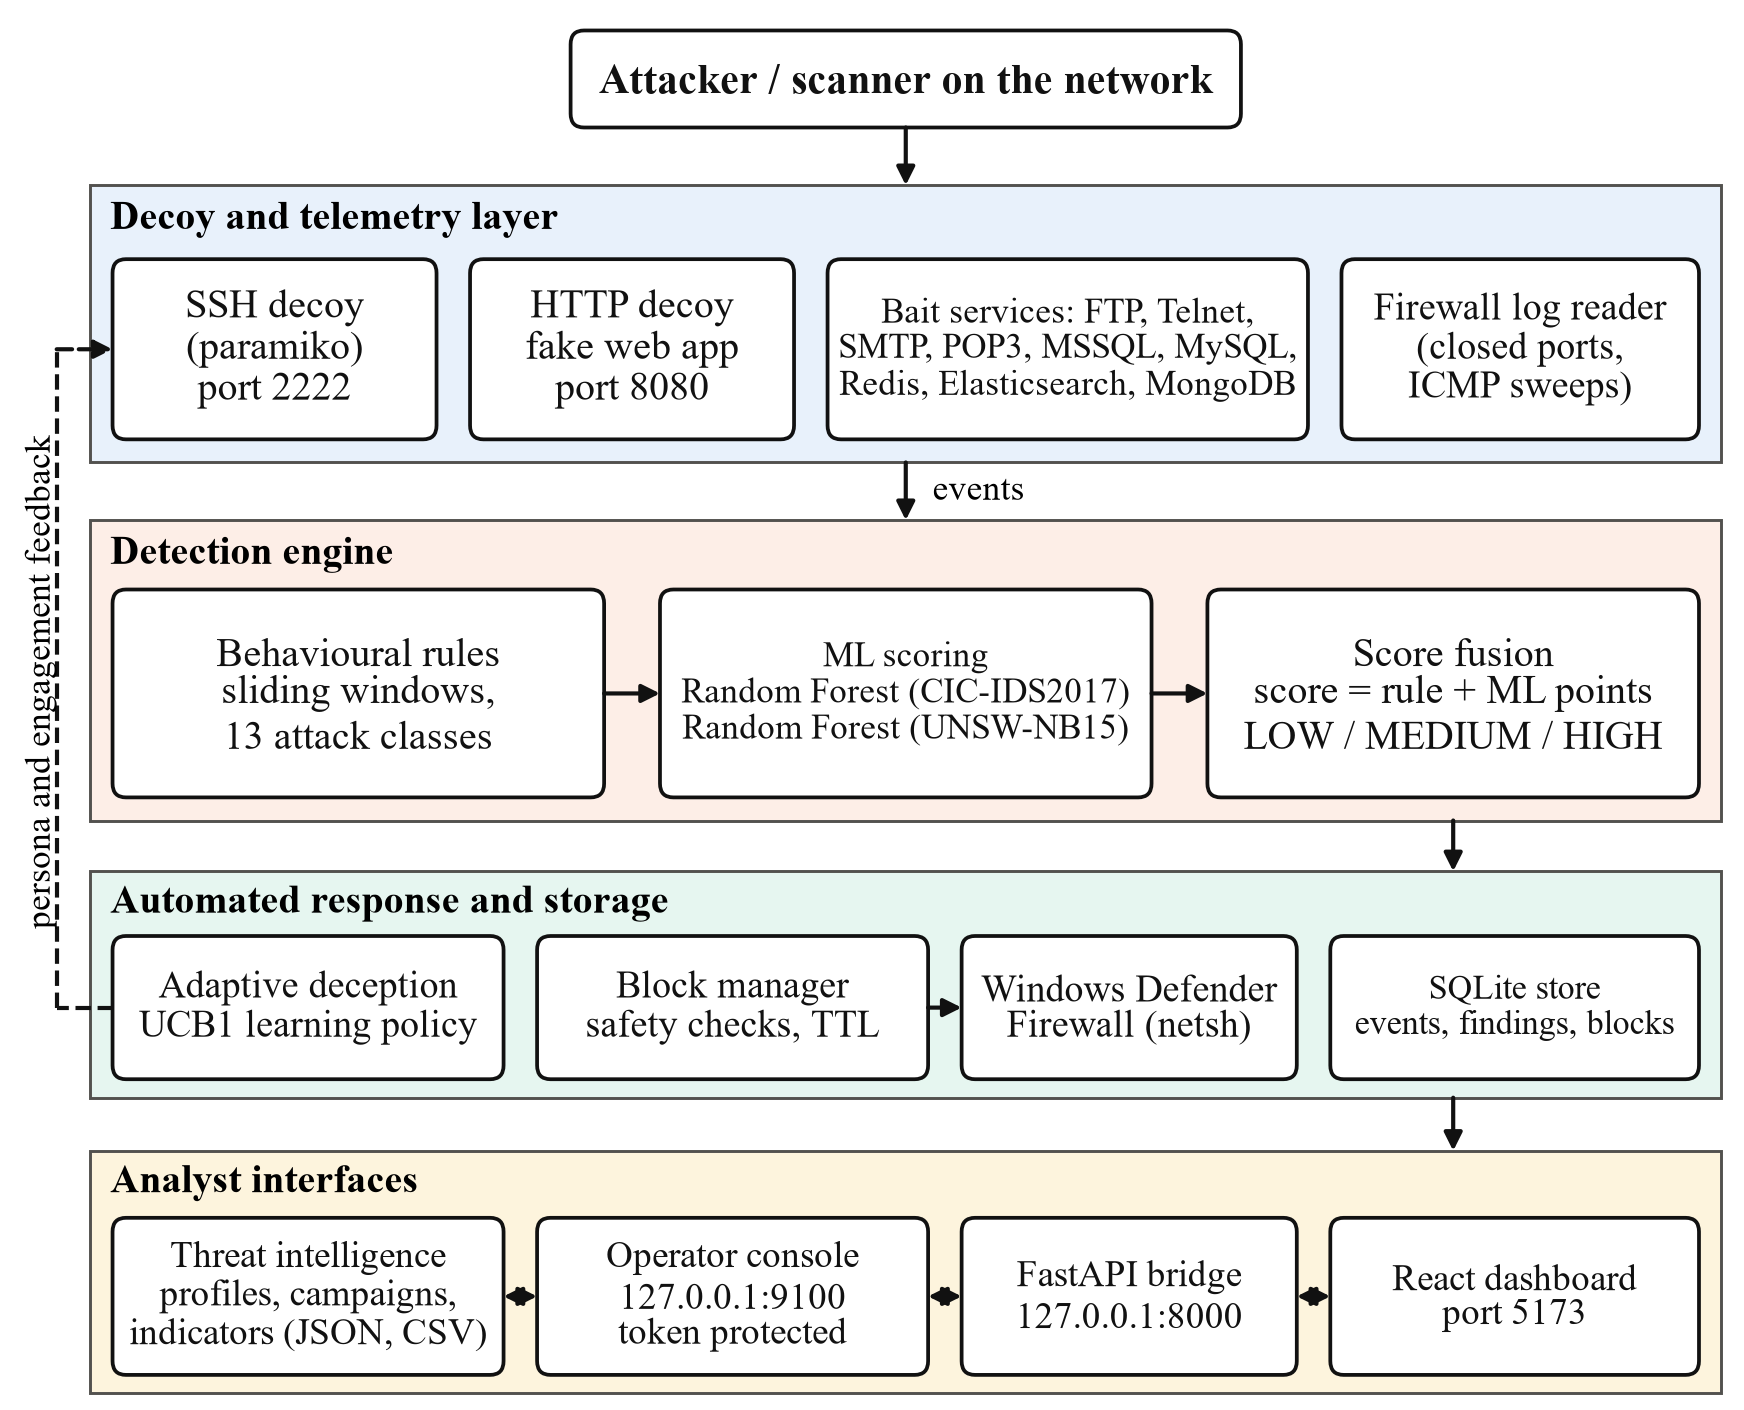 Attacker / scanner on the network
Decoy and telemetry layer
SSH decoy
(paramiko)
port 2222
HTTP decoy
fake web app
port 8080
Bait services: FTP, Telnet,
SMTP, POP3, MSSQL, MySQL,
Redis, Elasticsearch, MongoDB
Firewall log reader
(closed ports,
ICMP sweeps)
persona and engagement feedback
events
Detection engine
Behavioural rules
sliding windows,
13 attack classes
ML scoring
Random Forest (CIC-IDS2017)
Random Forest (UNSW-NB15)
Score fusion
score = rule + ML points
LOW / MEDIUM / HIGH
Automated response and storage
Adaptive deception
UCB1 learning policy
Block manager
safety checks, TTL
Windows Defender
Firewall (netsh)
SQLite store
events, findings, blocks
Analyst interfaces
Threat intelligence
profiles, campaigns,
indicators (JSON, CSV)
Operator console
127.0.0.1:9100
token protected
FastAPI bridge
127.0.0.1:8000
React dashboard
port 5173